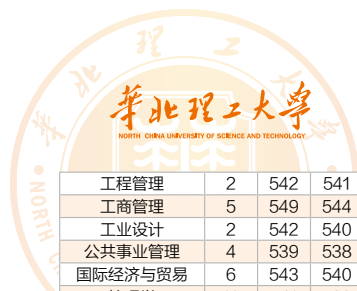 華北理工大學
NORTH CHINA UNIVERSITY OF SCIENCE AND TECHNOLOGY
工程管理 2 542 541
工商管理 5 549 544
工业设计 2 542 540
公共事业管理 4 539 538
国际经济与贸易 6 543 540